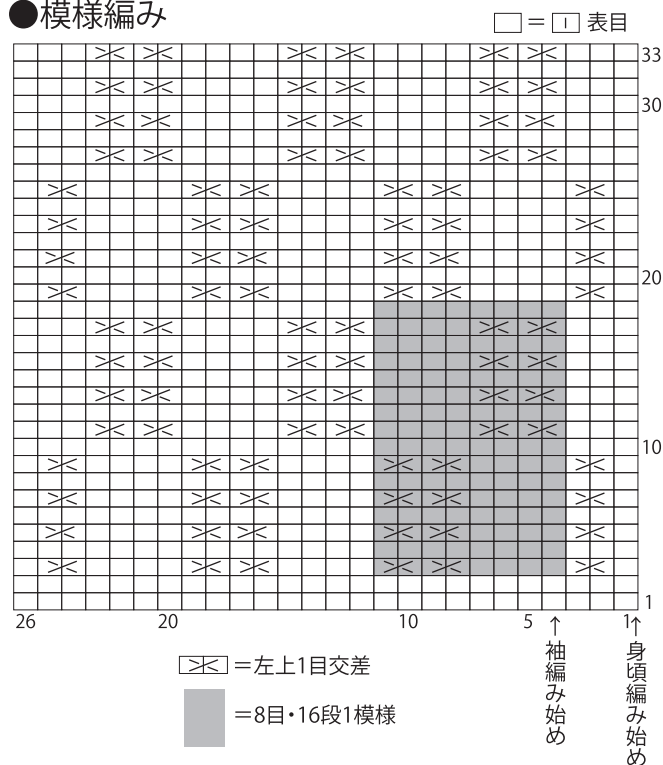 ●模様編み
□=□ 表目
33
30
20
10
1
26 20 10 5 1
↑袖編み始め
↑身頃編み始め
=左上1目交差
=8目・16段1模様